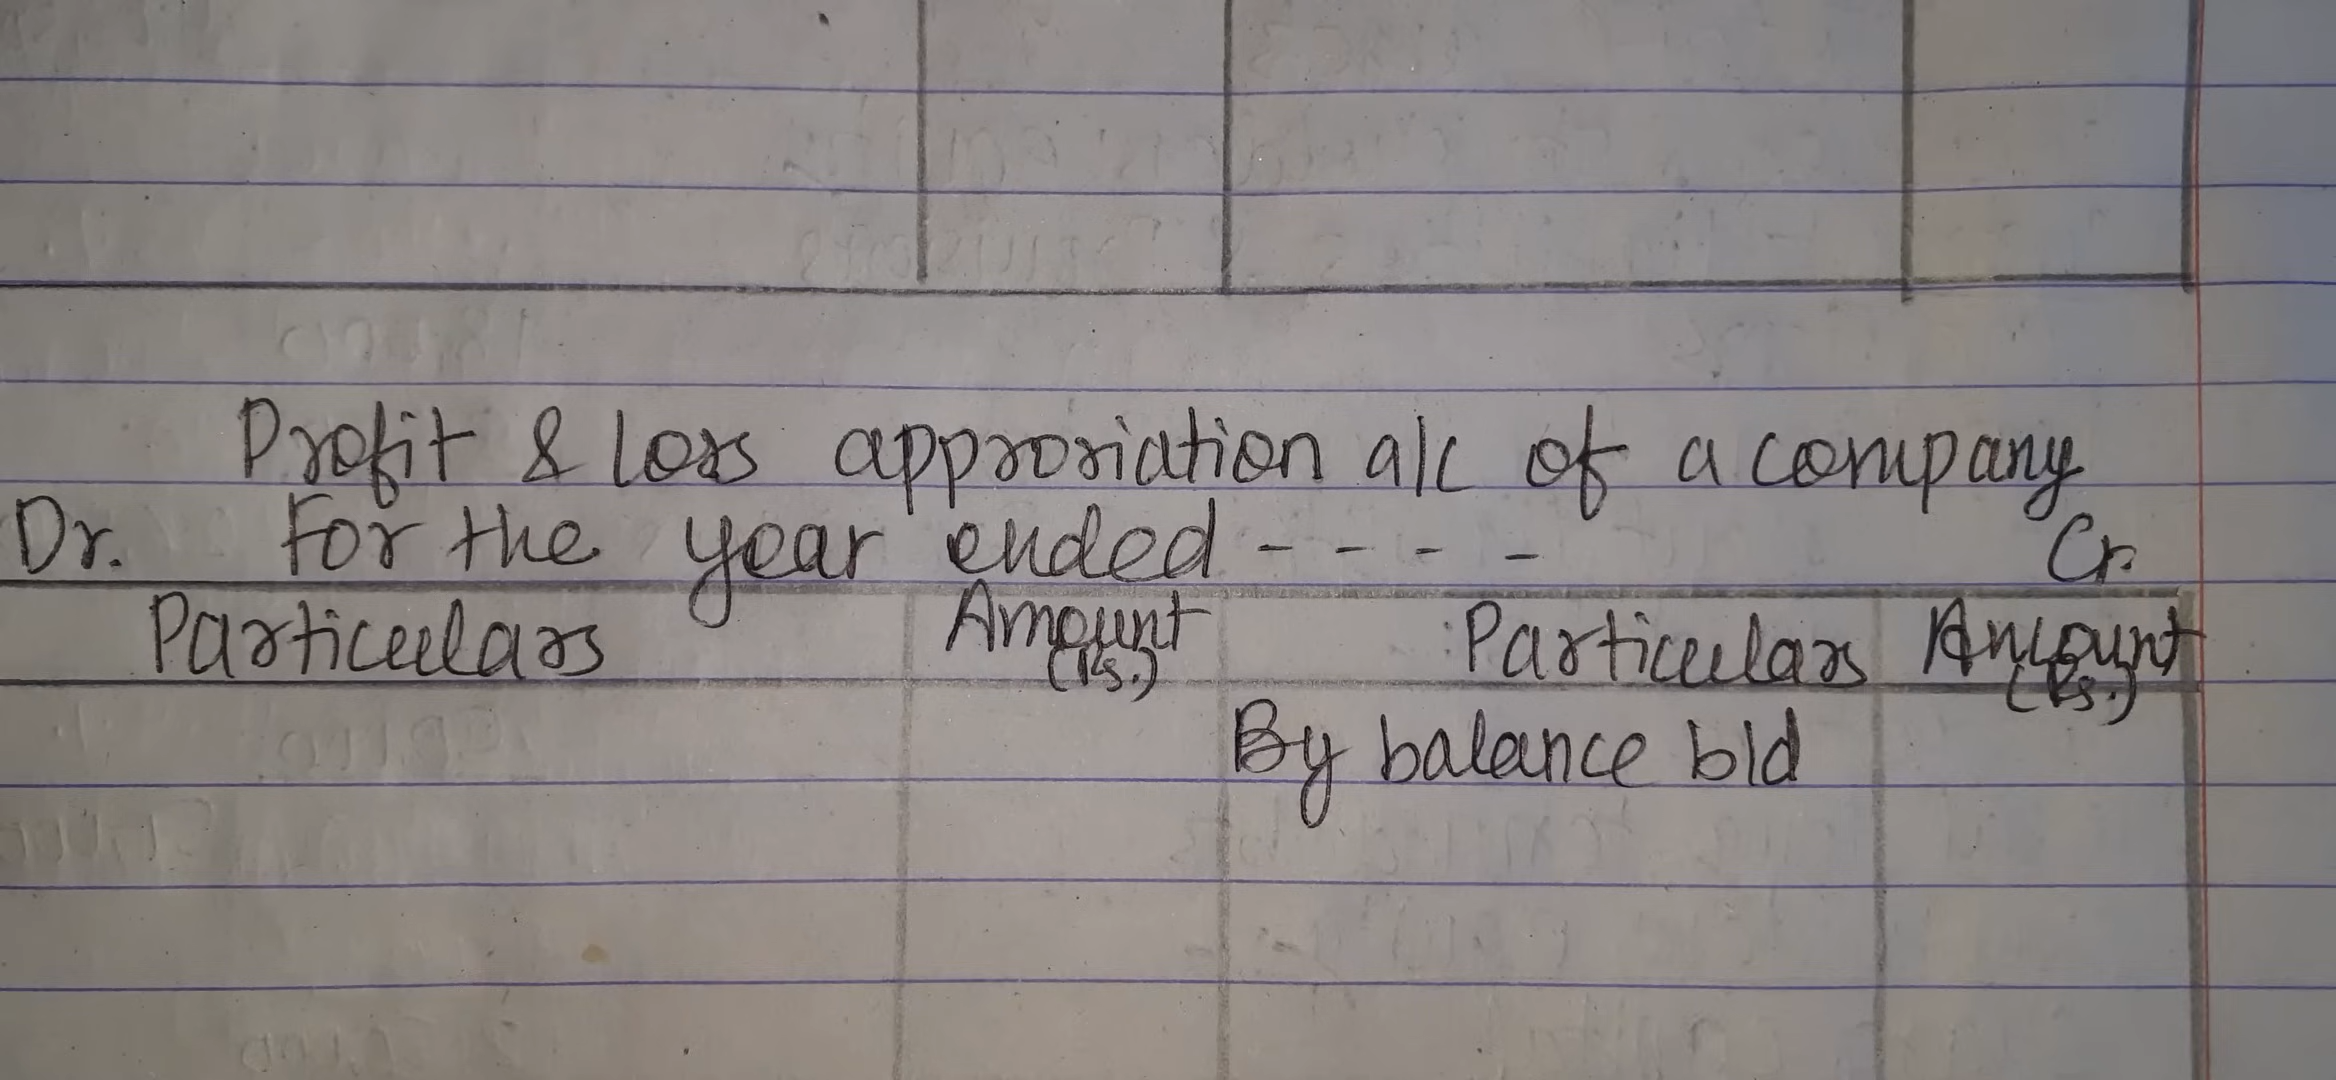 Profit & loss approriation a/c of a company
Dr. For the year ended - - - - Cr.
Particulars Amount (Rs.) Particulars Amount (Rs.)
By balance b/d